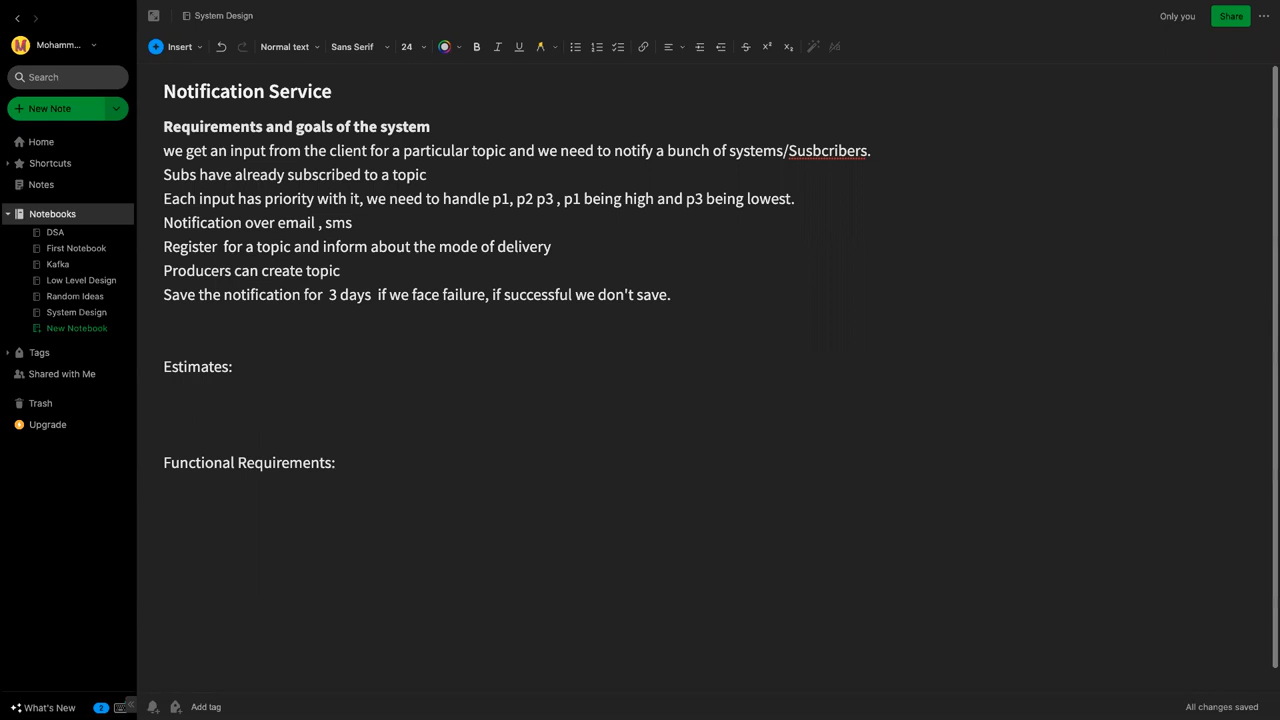 System Design
Only you
Share
Mohamm...
Insert
Normal text
Sans Serif
24
B
I
U
Search
New Note
Notification Service
Requirements and goals of the system
we get an input from the client for a particular topic and we need to notify a bunch of systems/Susbcribers.
Subs have already subscribed to a topic
Each input has priority with it, we need to handle p1, p2 p3 , p1 being high and p3 being lowest.
Notification over email , sms
Register for a topic and inform about the mode of delivery
Producers can create topic
Save the notification for 3 days if we face failure, if successful we don't save.
Estimates:
Functional Requirements:
Home
Shortcuts
Notes
Notebooks
DSA
First Notebook
Kafka
Low Level Design
Random Ideas
System Design
New Notebook
Tags
Shared with Me
Trash
Upgrade
What's New
2
Add tag
All changes saved